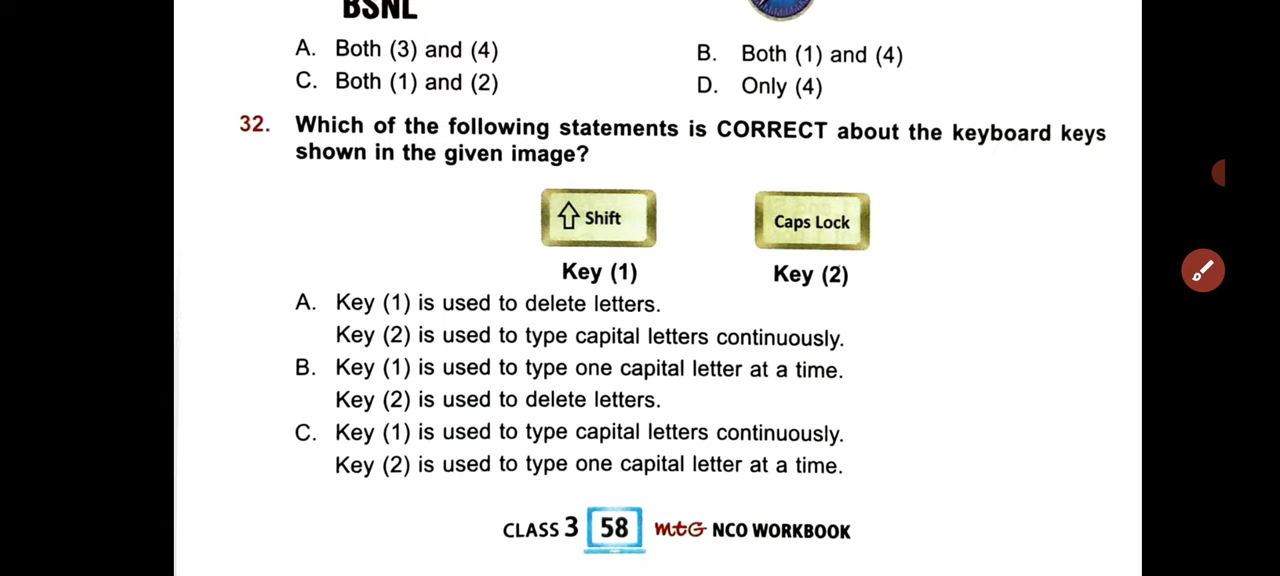 BSNL
A. Both (3) and (4)
B. Both (1) and (4)
C. Both (1) and (2)
D. Only (4)
32. Which of the following statements is CORRECT about the keyboard keys
shown in the given image?
Shift
Caps Lock
Key (1)
Key (2)
A. Key (1) is used to delete letters.
Key (2) is used to type capital letters continuously.
B. Key (1) is used to type one capital letter at a time.
Key (2) is used to delete letters.
C. Key (1) is used to type capital letters continuously.
Key (2) is used to type one capital letter at a time.
CLASS 3 58 mtG NCO WORKBOOK